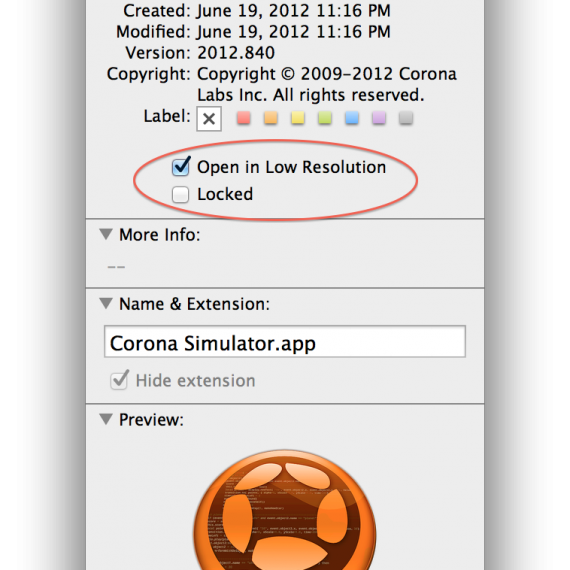 Created: June 19, 2012 11:16 PM
Modified: June 19, 2012 11:16 PM
Version: 2012.840
Copyright: Copyright © 2009–2012 Corona
Labs Inc. All rights reserved.
Label:
Open in Low Resolution
Locked
More Info:
--
Name & Extension:
Corona Simulator.app
Hide extension
Preview: